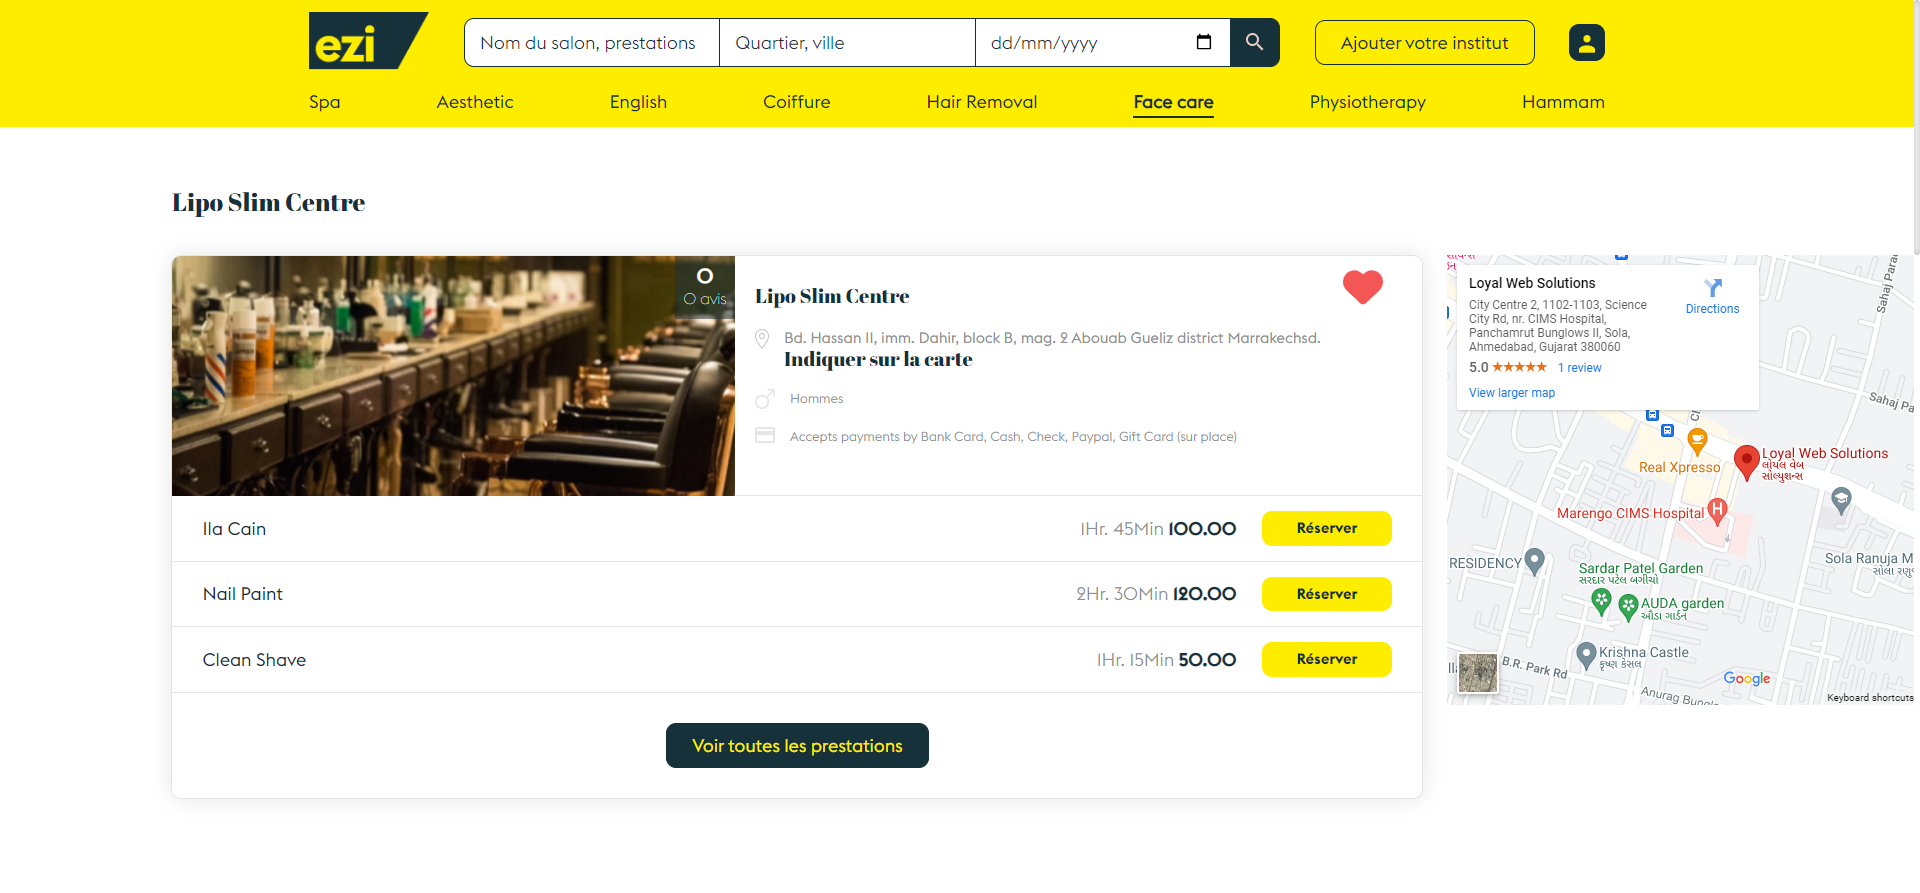 ezi
Nom du salon, prestations
Quartier, ville
dd/mm/yyyy
Ajouter votre institut
Spa
Aesthetic
English
Coiffure
Hair Removal
Face care
Physiotherapy
Hammam
Lipo Slim Centre
0
0 avis
Lipo Slim Centre
Bd. Hassan II, imm. Dahir, block B, mag. 2 Abouab Gueliz district Marrakechsd.
Indiquer sur la carte
Hommes
Accepts payments by Bank Card, Cash, Check, Paypal, Gift Card (sur place)
Ila Cain
1Hr. 45Min 100.00
Réserver
Nail Paint
2Hr. 30Min 120.00
Réserver
Clean Shave
1Hr. 15Min 50.00
Réserver
Voir toutes les prestations
Loyal Web Solutions
City Centre 2, 1102-1103, Science
City Rd, nr. CIMS Hospital,
Panchamrut Bunglows II, Sola,
Ahmedabad, Gujarat 380060
5.0
1 review
View larger map
Directions
Sahaj Para
Sahaj Pa
Loyal Web Solutions
લોયલ વેબ
સોલ્યુશન્સ
Real Xpresso
Marengo CIMS Hospital
H
RESIDENCY
Sola Ranuja M
Sardar Patel Garden
સરદાર પટેલ બગીચો
AUDA garden
ઔડા ગાર્ડન
Krishna Castle
કૃષ્ણ કેસલ
B.R. Park Rd
Anurag Bungl
Google
Keyboard shortcuts